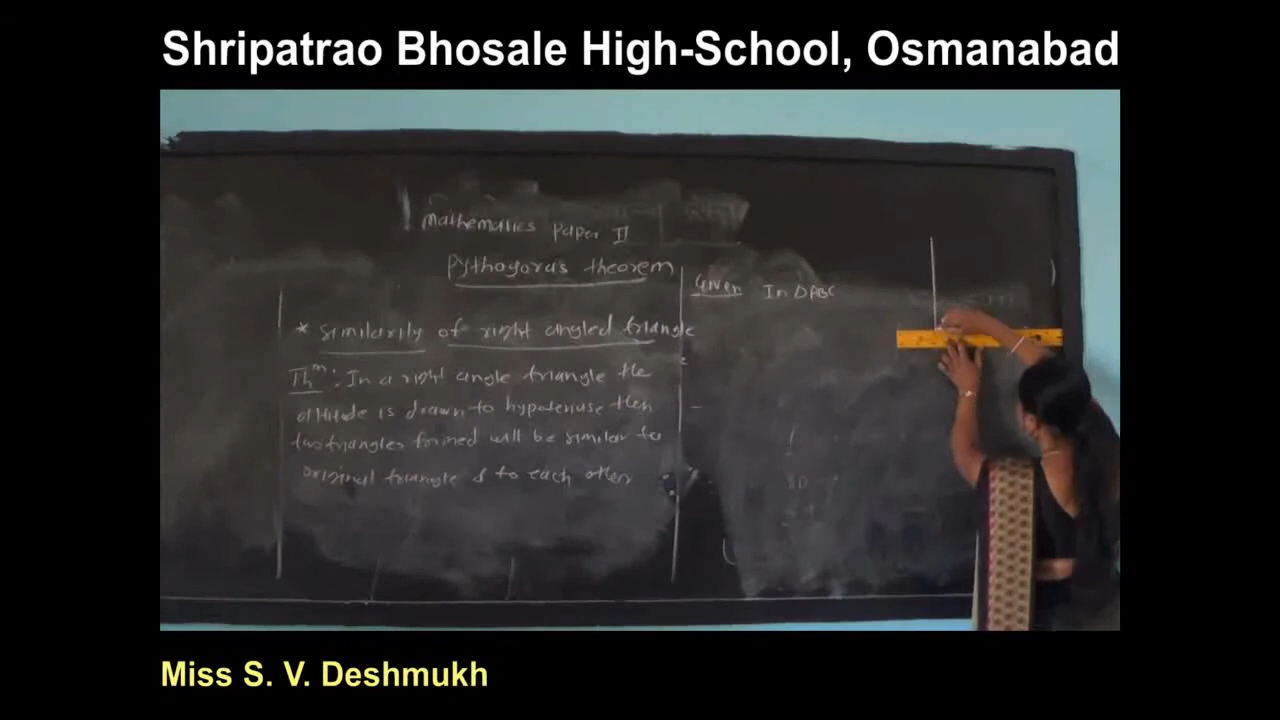 Shripatrao Bhosale High-School, Osmanabad
Mathematics Paper II
Pythagoras theorem
Given In ΔABC
* Similarity of right angled triangle
Thm: In a right angle triangle the
altitude is drawn to hypotenuse then
two triangles formed will be similar to
original triangle & to each other
Miss S. V. Deshmukh